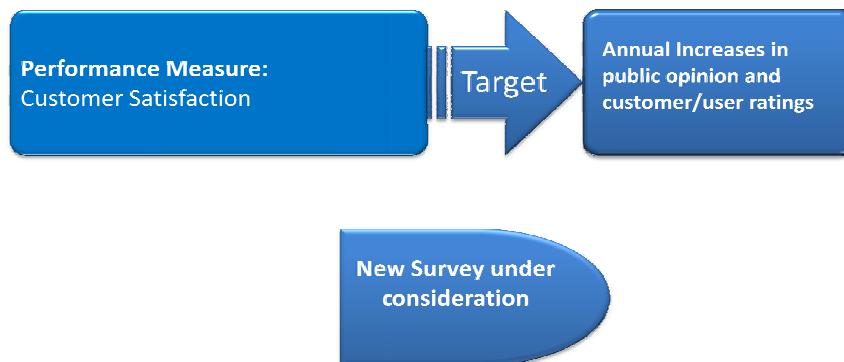 Performance Measure:
Customer Satisfaction
Target
Annual Increases in
public opinion and
customer/user ratings
New Survey under
consideration